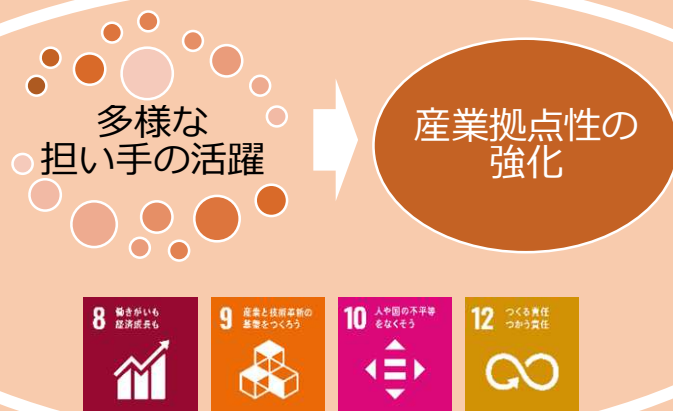 多様な
担い手の活躍
産業拠点性の
強化
8 働きがいも
経済成長も
9 産業と技術革新の
基盤をつくろう
10 人や国の不平等
をなくそう
12 つくる責任
つかう責任